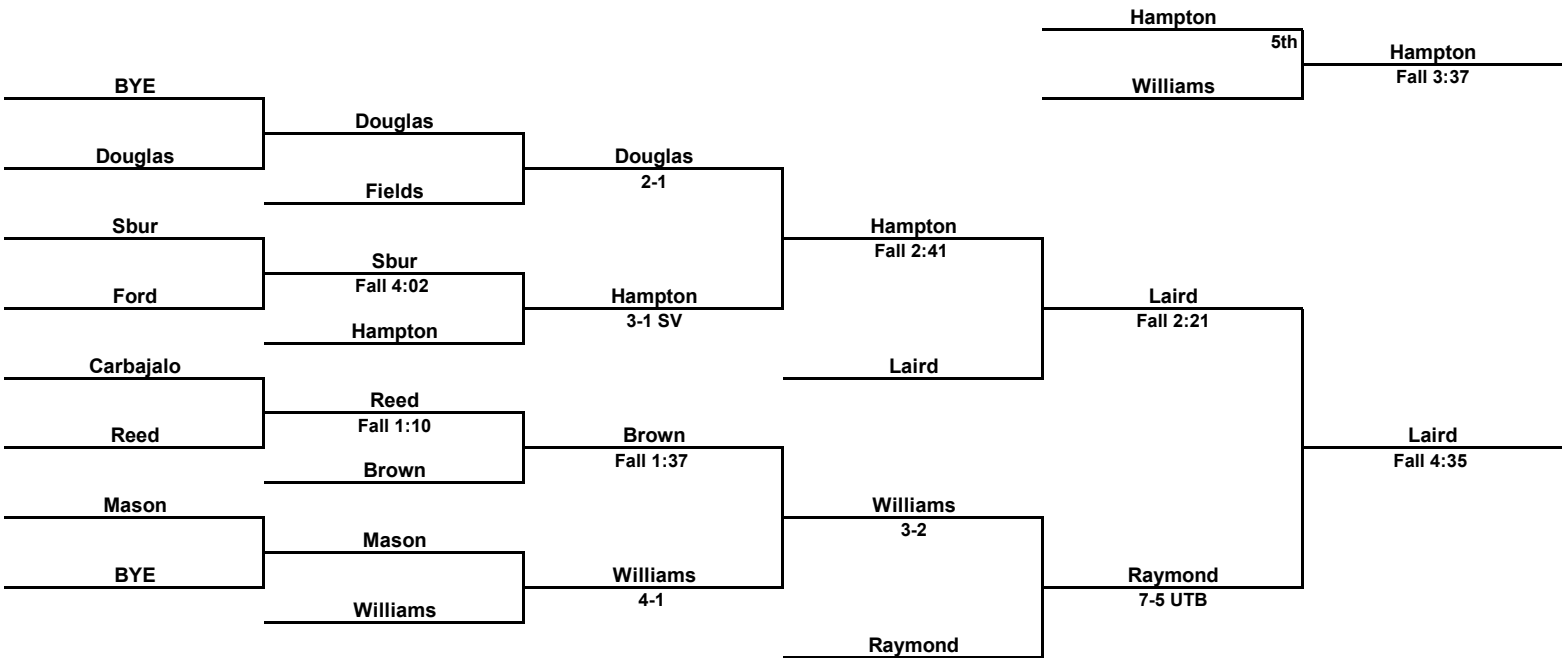 Hampton
5th
Hampton
Fall 3:37
Williams
BYE
Douglas
Douglas
Douglas
2-1
Fields
Sbur
Hampton
Fall 2:41
Sbur
Fall 4:02
Ford
Hampton
3-1 SV
Laird
Fall 2:21
Hampton
Carbajalo
Laird
Reed
Fall 1:10
Reed
Brown
Fall 1:37
Laird
Fall 4:35
Brown
Mason
Williams
3-2
Mason
BYE
Williams
4-1
Raymond
7-5 UTB
Williams
Raymond